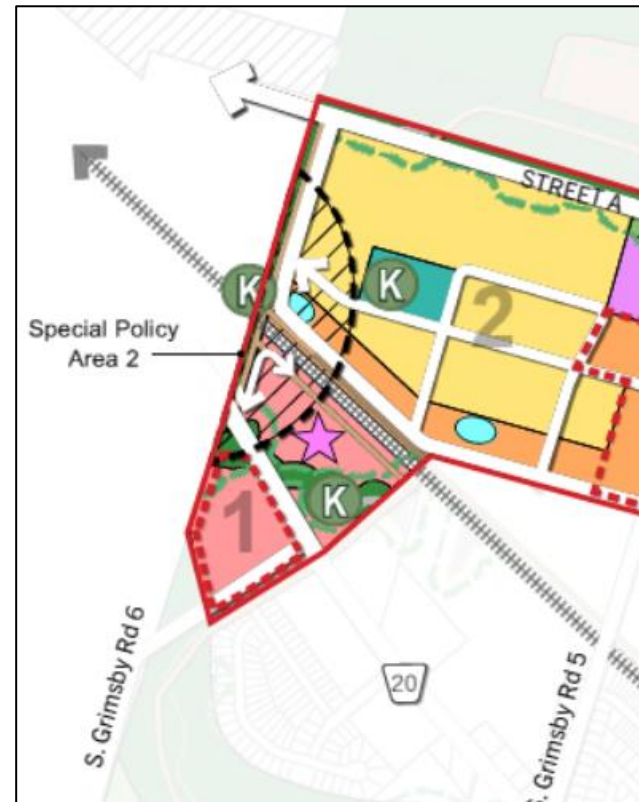 STREET A
K
K
2
Special Policy
Area 2
K
1
S. Grimsby Rd 6
20
S. Grimsby Rd 5